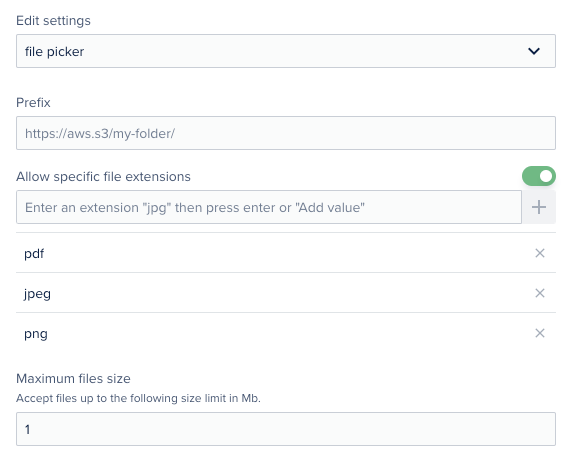 Edit settings
file picker
Prefix
https://aws.s3/my-folder/
Allow specific file extensions
Enter an extension "jpg" then press enter or "Add value"
pdf
jpeg
png
Maximum files size
Accept files up to the following size limit in Mb.
1